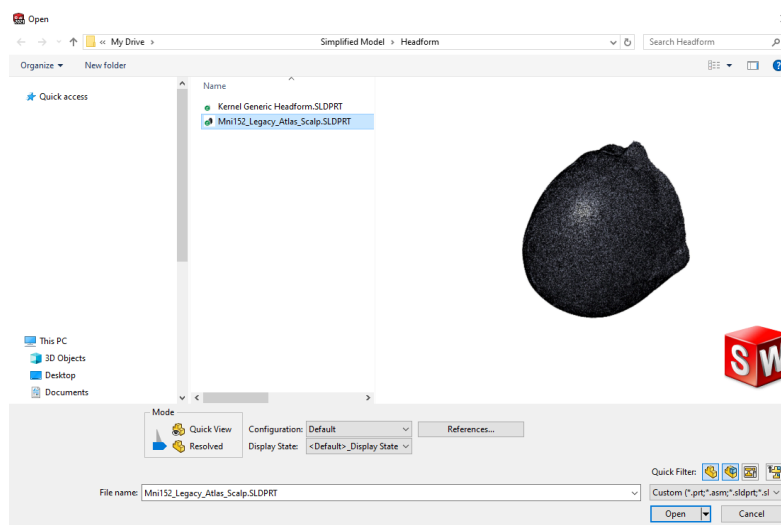 Open
« My Drive › Simplified Model › Headform
Search Headform
Organize
New folder
Name
Quick access
Kernel Generic Headform.SLDPRT
Mni152_Legacy_Atlas_Scalp.SLDPRT
This PC
3D Objects
Desktop
Documents
SW
Mode
Quick View
Resolved
Configuration: Default
References...
Display State: <Default>_Display State
Quick Filter:
File name: Mni152_Legacy_Atlas_Scalp.SLDPRT
Custom (*.prt;*.asm;*.sldprt;*.sl
Open
Cancel